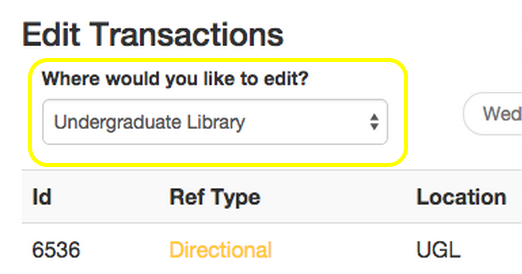 Edit Transactions
Where would you like to edit?
Undergraduate Library
Wed
Id Ref Type Location
6536 Directional UGL